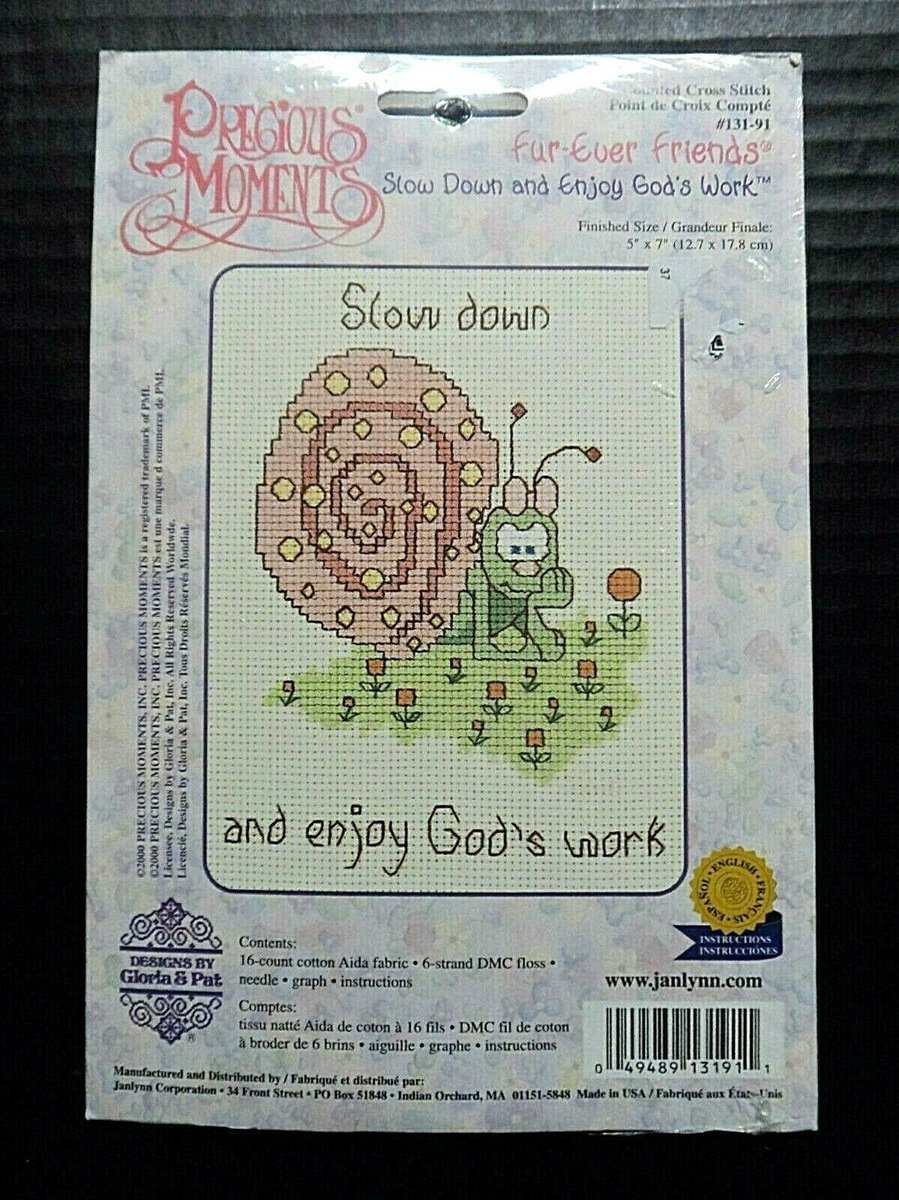 Precious®
Moments
Counted Cross Stitch
Point de Croix Compté
#131-91
Fur-Ever Friends®
Slow Down and Enjoy God's Work™
Finished Size / Grandeur Finale:
5" x 7" (12.7 x 17.8 cm)
37
Slow down
and enjoy God's work
©2000 PRECIOUS MOMENTS, INC. PRECIOUS MOMENTS is a registered trademark of PMI.
©2000 PRECIOUS MOMENTS, INC. PRECIOUS MOMENTS est une marque d commerce de PMI.
Licensee, Designs by Gloria & Pat, Inc. All Rights Reserved Worldwide.
Licencié, Designs by Gloria & Pat, Inc. Tous Droits Réservés Mondial.
DESIGNS BY
Gloria & Pat
®
Contents:
16-count cotton Aida fabric • 6-strand DMC floss •
needle • graph • instructions
Comptes:
tissu natté Aida de coton à 16 fils • DMC fil de coton
à broder de 6 brins • aiguille • graphe • instructions
ENGLISH • FRANÇAIS • ESPAÑOL
INSTRUCTIONS
INSTRUCCIÓNES
www.janlynn.com
0 49489 13191 1
Manufactured and Distributed by / Fabriqué et distribué par:
Janlynn Corporation • 34 Front Street • PO Box 51848 • Indian Orchard, MA 01151-5848 Made in USA / Fabriqué aux États-Unis